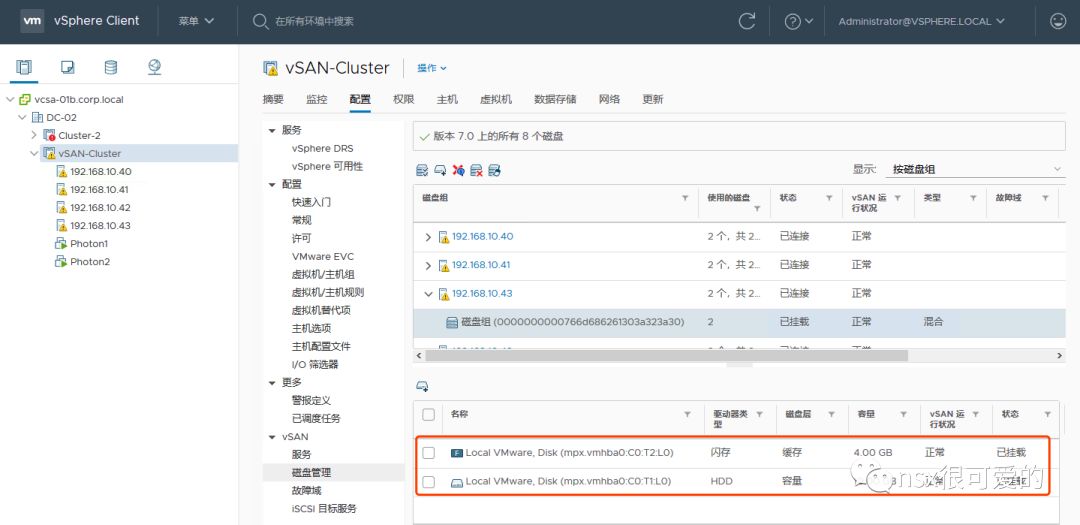 vm vSphere Client 菜单 在所有环境中搜索 Administrator@VSPHERE.LOCAL
vcsa-01b.corp.local
DC-02
Cluster-2
vSAN-Cluster
192.168.10.40
192.168.10.41
192.168.10.42
192.168.10.43
Photon1
Photon2
vSAN-Cluster 操作
摘要 监控 配置 权限 主机 虚拟机 数据存储 网络 更新
服务
vSphere DRS
vSphere 可用性
配置
快速入门
常规
许可
VMware EVC
虚拟机/主机组
虚拟机/主机规则
虚拟机替代项
主机选项
主机配置文件
I/O 筛选器
更多
警报定义
已调度任务
vSAN
服务
磁盘管理
故障域
iSCSI 目标服务
版本 7.0 上的所有 8 个磁盘
显示: 按磁盘组
磁盘组 使用的磁盘 状态 vSAN 运行状况 类型 故障域
192.168.10.40 2 个，共 2... 已连接 正常
192.168.10.41 2 个，共 2... 已连接 正常
192.168.10.43 2 个，共 2... 已连接 正常
磁盘组 (0000000000766d686261303a323a30) 2 已挂载 正常 混合
名称 驱动器类型 磁盘层 容量 vSAN 运行状况 状态
Local VMware, Disk (mpx.vmhba0:C0:T2:L0) 闪存 缓存 4.00 GB 正常 已挂载
Local VMware, Disk (mpx.vmhba0:C0:T1:L0) HDD 容量
nsx很可爱的